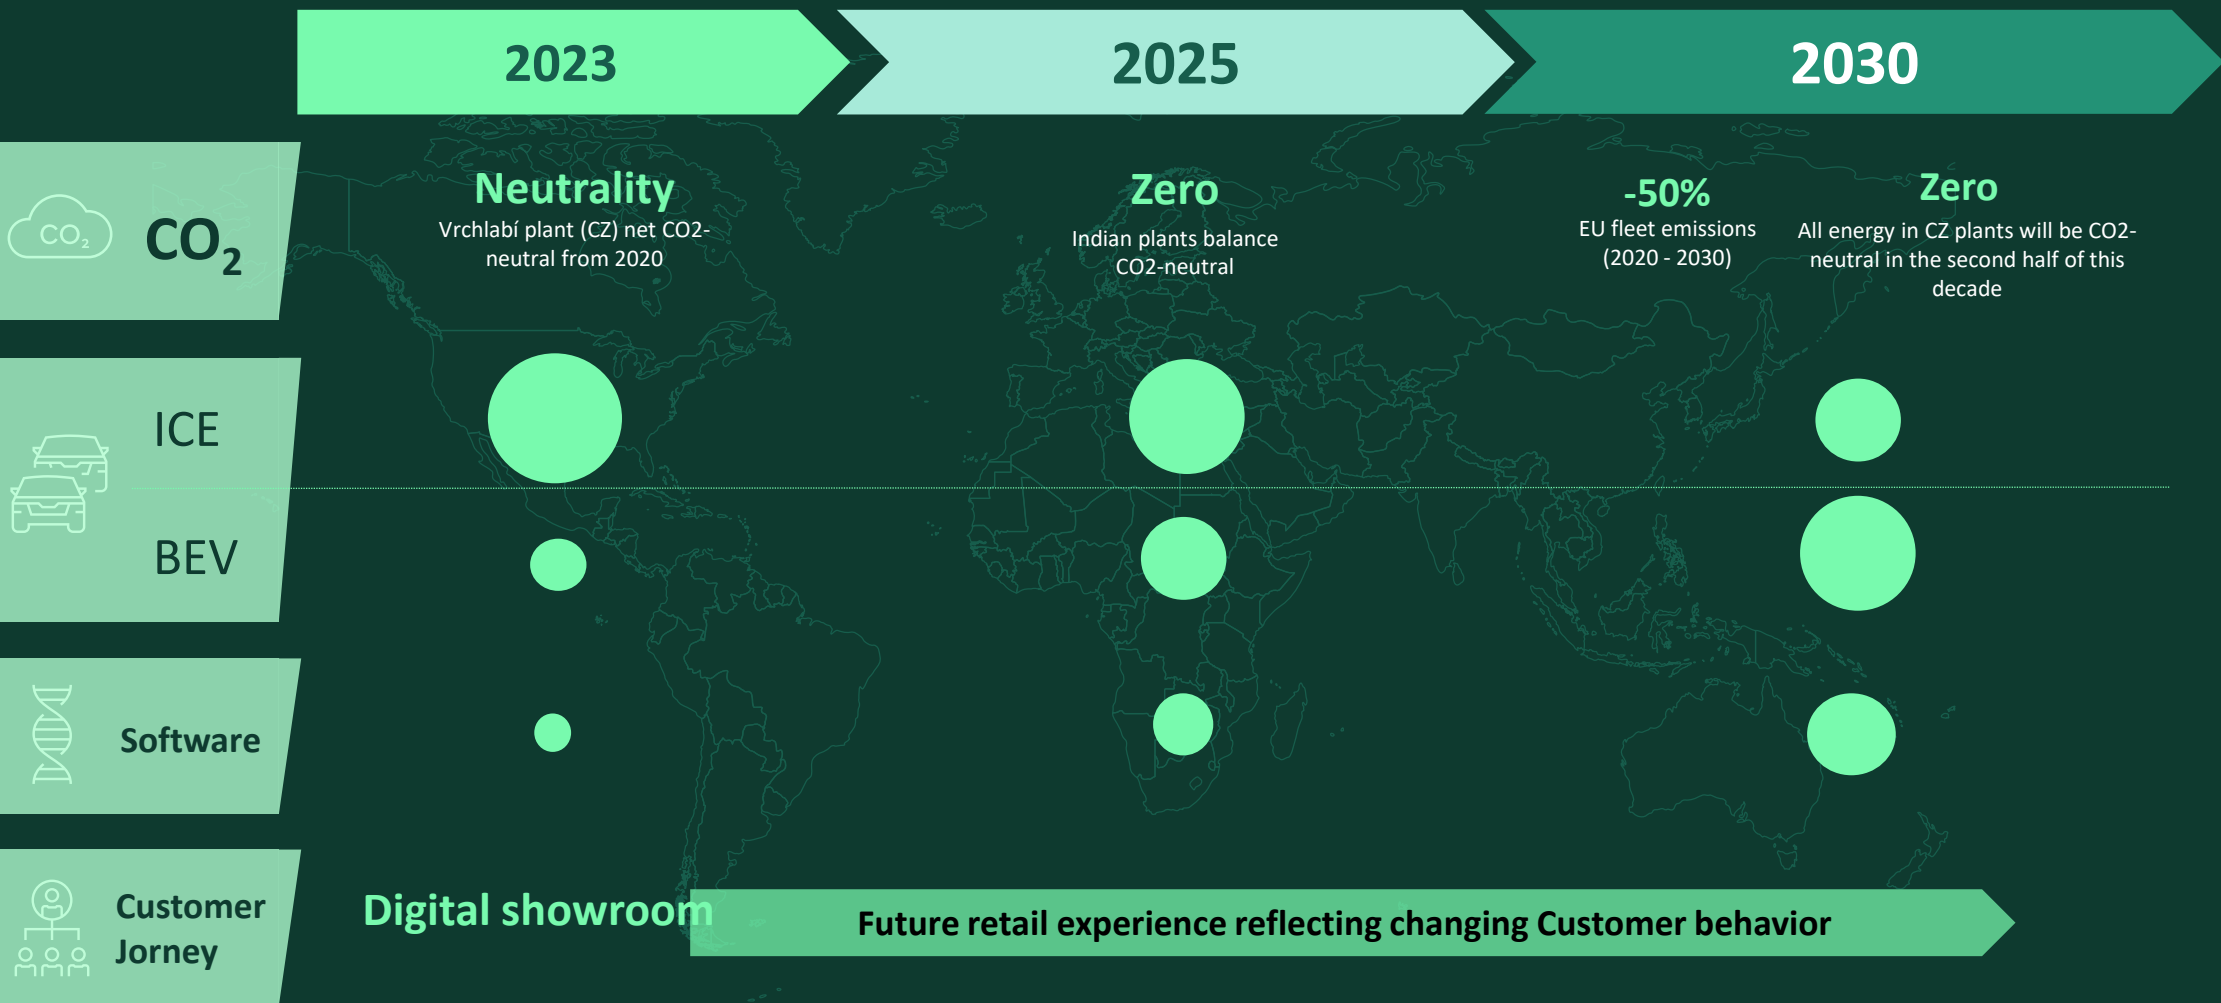 2023
2025
2030
CO₂
CO₂
Neutrality
Vrchlabí plant (CZ) net CO2-
neutral from 2020
Zero
Indian plants balance
CO2-neutral
-50%
EU fleet emissions
(2020 - 2030)
Zero
All energy in CZ plants will be CO2-
neutral in the second half of this
decade
ICE
BEV
Software
Customer
Jorney
Digital showroom
Future retail experience reflecting changing Customer behavior